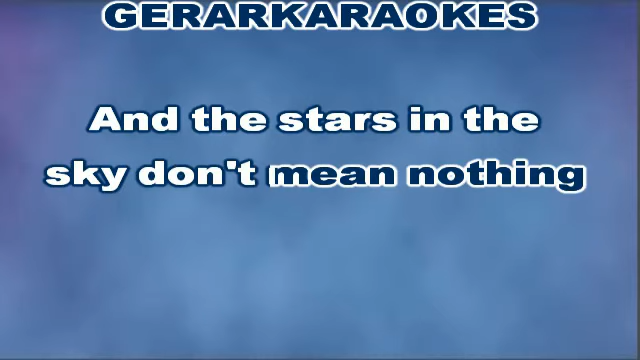 GERARKARAOKES
And the stars in the
sky don't mean nothing